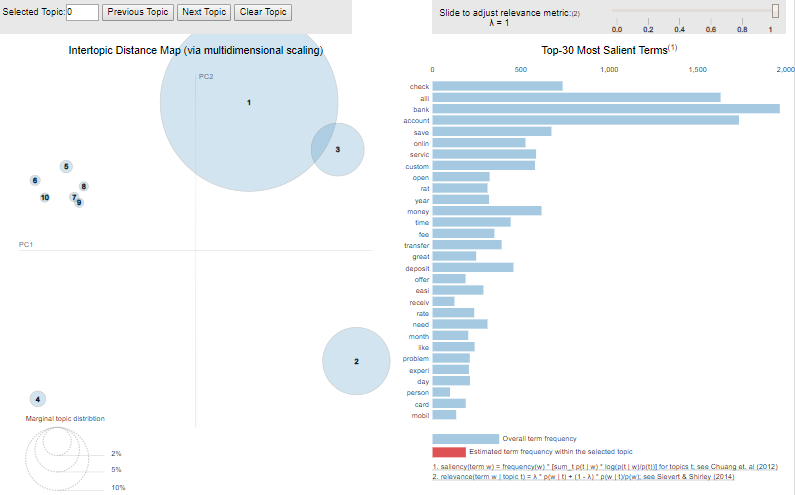 Selected Topic: 0 Previous Topic Next Topic Clear Topic
Slide to adjust relevance metric:(2)
λ = 1
0.0 0.2 0.4 0.6 0.8 1
Intertopic Distance Map (via multidimensional scaling)
PC2
1
3
5
6
8
10
7
9
PC1
2
4
Marginal topic distribtion
2%
5%
10%
Top-30 Most Salient Terms(1)
0 500 1,000 1,500 2,000
check
alli
bank
account
save
onlin
servic
custom
open
rat
year
money
time
fee
transfer
great
deposit
offer
easi
receiv
rate
need
month
like
problem
experi
day
person
card
mobil
Overall term frequency
Estimated term frequency within the selected topic
1. saliency(term w) = frequency(w) * [sum_t p(t | w) * log(p(t | w)/p(t))] for topics t; see Chuang et. al (2012)
2. relevance(term w | topic t) = λ * p(w | t) + (1 - λ) * p(w | t)/p(w); see Sievert & Shirley (2014)